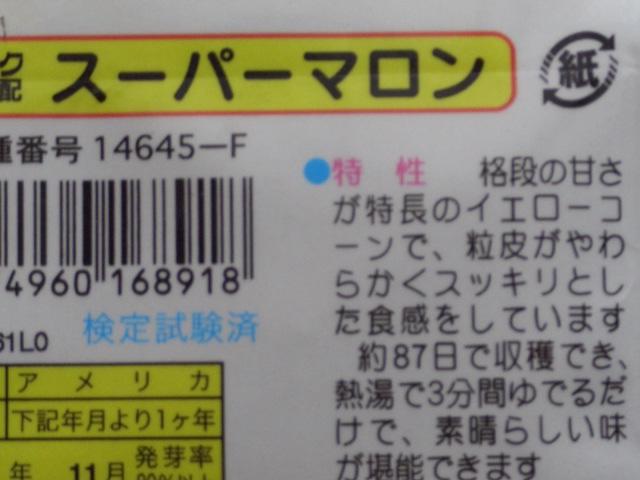 ク
配
スーパーマロン
紙
種番号 14645ーF
4960 168918
検定試験済
61L0
アメリカ
下記年月より1ヶ年
年 11月
発芽率
●特性 格段の甘さ
が特長のイエローコ
ーンで、粒皮がやわ
らかくスッキリとし
た食感をしています
約87日で収穫でき、
熱湯で3分間ゆでるだ
けで、素晴らしい味
が堪能できます